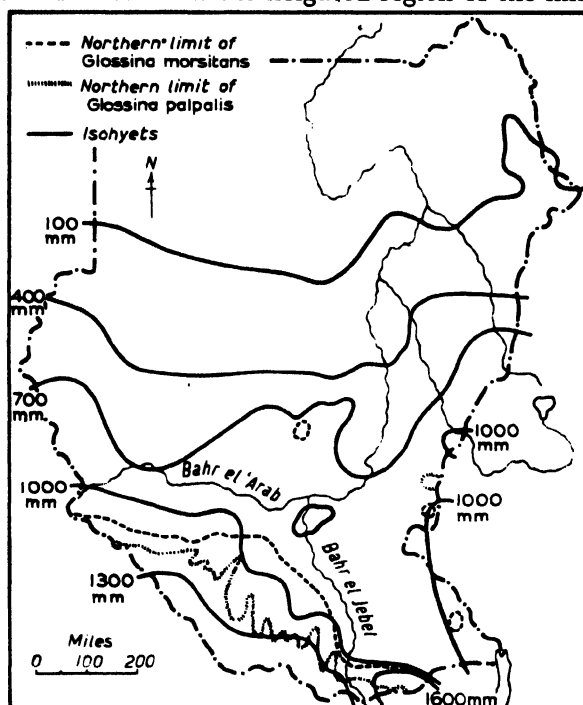 Northern limit of
Glossina morsitans
Northern limit of
Glossina palpalis
Isohyets
N
100
mm
400
mm
700
mm
1000
1000
mm
Bahr el 'Arab
1000
mm
Bahr el Jebel
1300
mm
Miles
0 100 200
1600mm